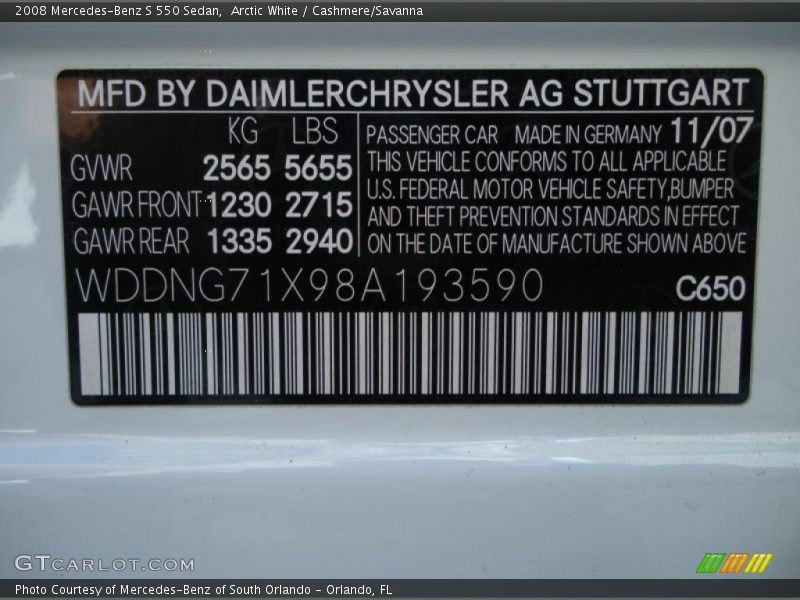 2008 Mercedes-Benz S 550 Sedan,  Arctic White / Cashmere/Savanna
MFD BY DAIMLERCHRYSLER AG STUTTGART
KG LBS
GVWR 2565 5655
GAWR FRONT 1230 2715
GAWR REAR 1335 2940
PASSENGER CAR MADE IN GERMANY 11/07
THIS VEHICLE CONFORMS TO ALL APPLICABLE
U.S. FEDERAL MOTOR VEHICLE SAFETY,BUMPER
AND THEFT PREVENTION STANDARDS IN EFFECT
ON THE DATE OF MANUFACTURE SHOWN ABOVE
WDDNG71X98A193590 C650
GTCARLOT.COM
Photo Courtesy of Mercedes-Benz of South Orlando - Orlando, FL